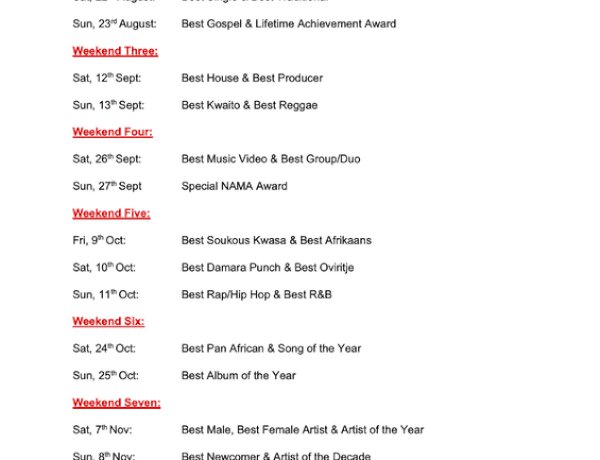 Sun, 23rd August: Best Gospel & Lifetime Achievement Award
Weekend Three:
Sat, 12th Sept: Best House & Best Producer
Sun, 13th Sept: Best Kwaito & Best Reggae
Weekend Four:
Sat, 26th Sept: Best Music Video & Best Group/Duo
Sun, 27th Sept Special NAMA Award
Weekend Five:
Fri, 9th Oct: Best Soukous Kwasa & Best Afrikaans
Sat, 10th Oct: Best Damara Punch & Best Oviritje
Sun, 11th Oct: Best Rap/Hip Hop & Best R&B
Weekend Six:
Sat, 24th Oct: Best Pan African & Song of the Year
Sun, 25th Oct: Best Album of the Year
Weekend Seven:
Sat, 7th Nov: Best Male, Best Female Artist & Artist of the Year
Sun, 8th Nov: Best Newcomer & Artist of the Decade